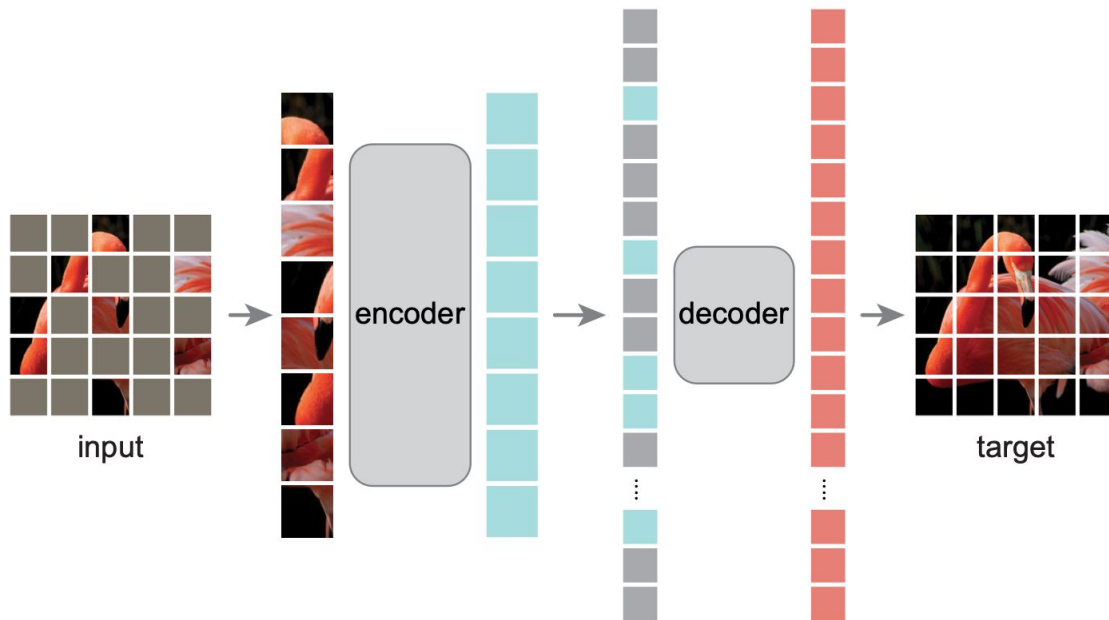 encoder
decoder
input
target